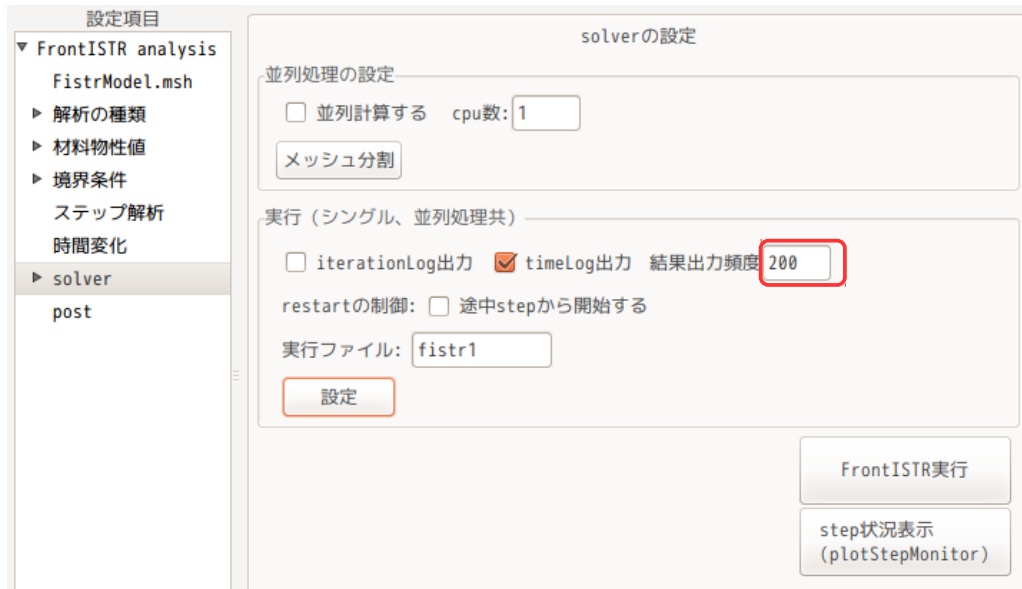 設定項目
FrontISTR analysis
FistrModel.msh
解析の種類
材料物性値
境界条件
ステップ解析
時間変化
solver
post
solverの設定
並列処理の設定
並列計算する cpu数: 1
メッシュ分割
実行（シングル、並列処理共）
iterationLog出力 timeLog出力 結果出力頻度 200
restartの制御: 途中stepから開始する
実行ファイル: fistr1
設定
FrontISTR実行
step状況表示
(plotStepMonitor)